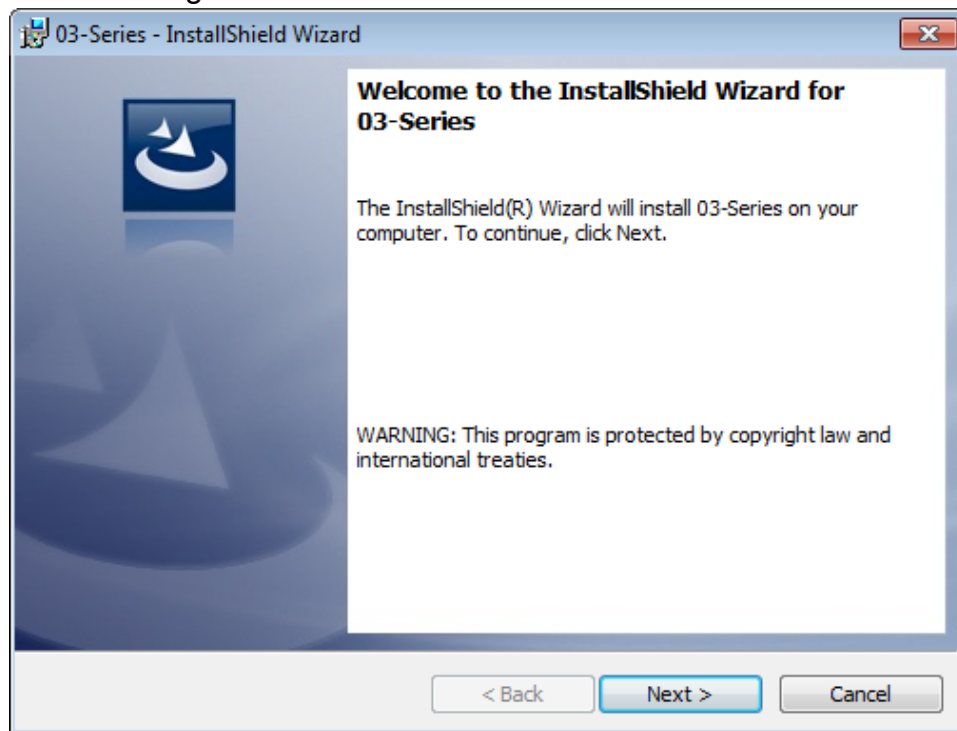 03-Series - InstallShield Wizard
Welcome to the InstallShield Wizard for
03-Series
The InstallShield(R) Wizard will install 03-Series on your
computer. To continue, click Next.
WARNING: This program is protected by copyright law and
international treaties.
< Back Next > Cancel